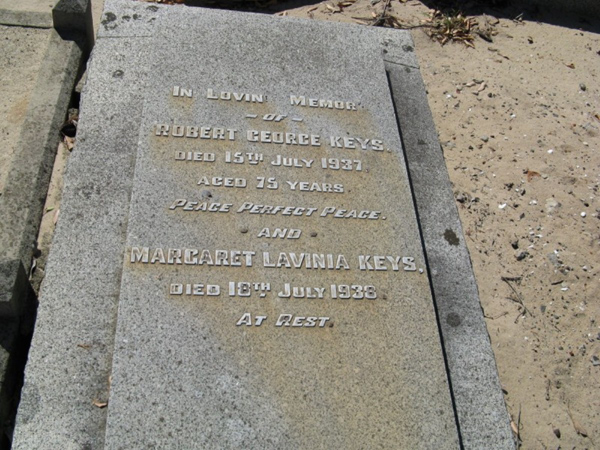 IN LOVIN MEMOR
- OF -
ROBERT GEORGE KEYS.
DIED 15TH JULY 1937
AGED 75 YEARS
PEACE PERFECT PEACE.
AND
MARGARET LAVINIA KEYS.
DIED 18TH JULY 1938
AT REST